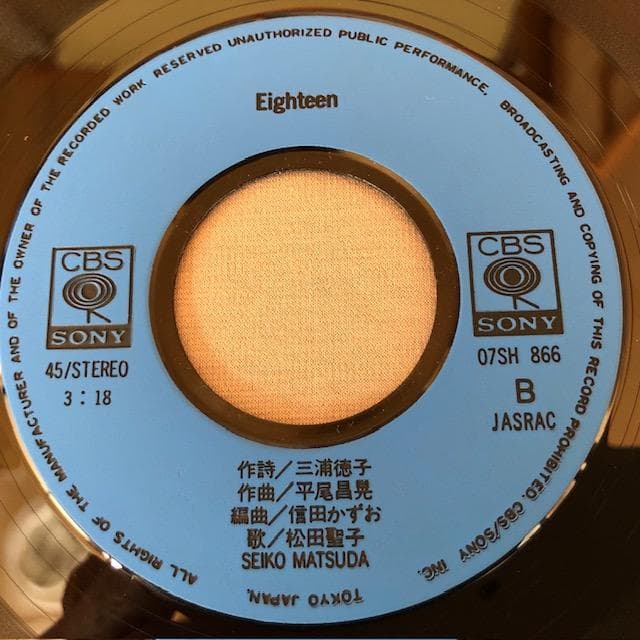 ALL RIGHTS OF THE MANUFACTURER AND OF THE OWNER OF THE RECORDED WORK RESERVED UNAUTHORIZED PUBLIC PERFORMANCE. BROADCASTING AND COPYING OF THIS RECORD PROHIBITED. CBS/SONY INC. TOKYO JAPAN.
Eighteen
CBS
SONY
45/STEREO
3:18
CBS
SONY
07SH 866
B
JASRAC
作詩/三浦徳子
作曲/平尾昌晃
編曲/信田かずお
歌/松田聖子
SEIKO MATSUDA